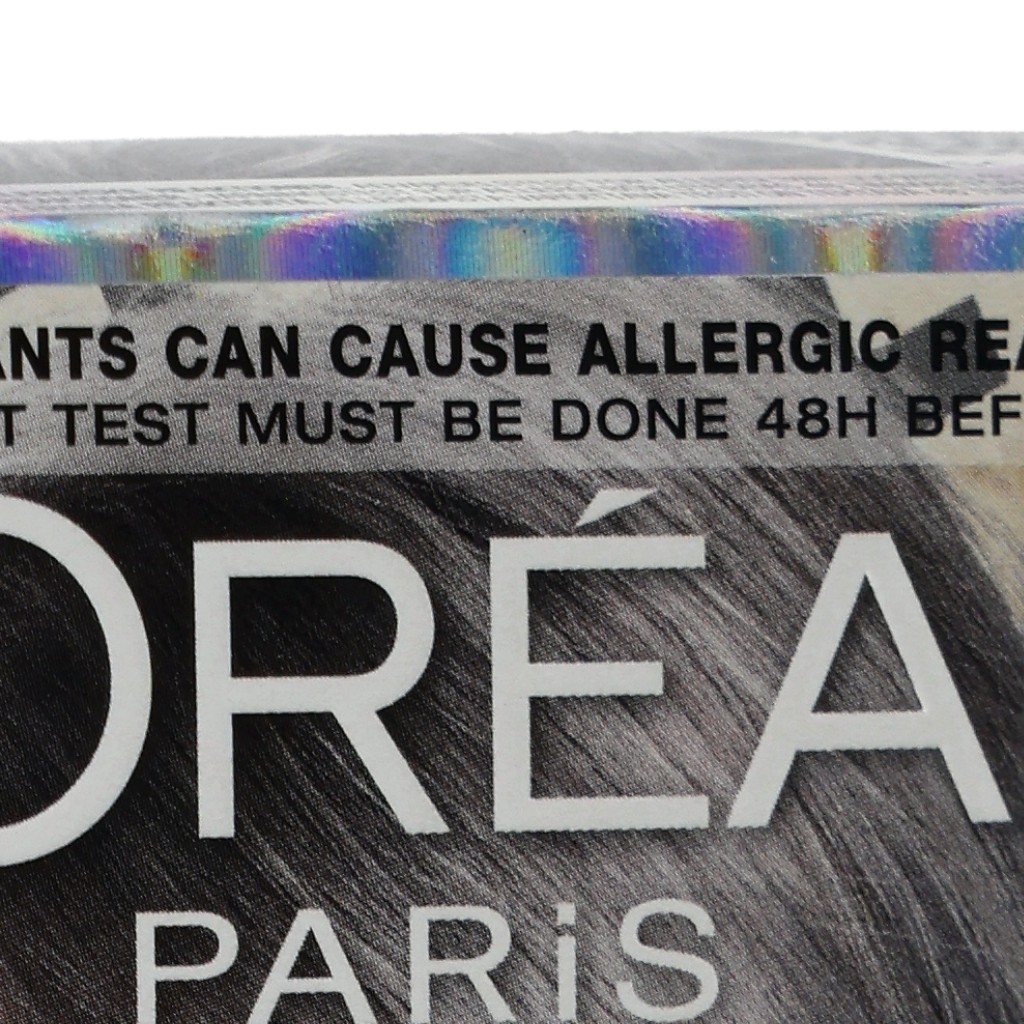 ANTS CAN CAUSE ALLERGIC REA
T TEST MUST BE DONE 48H BEF
ORÉA
PARiS